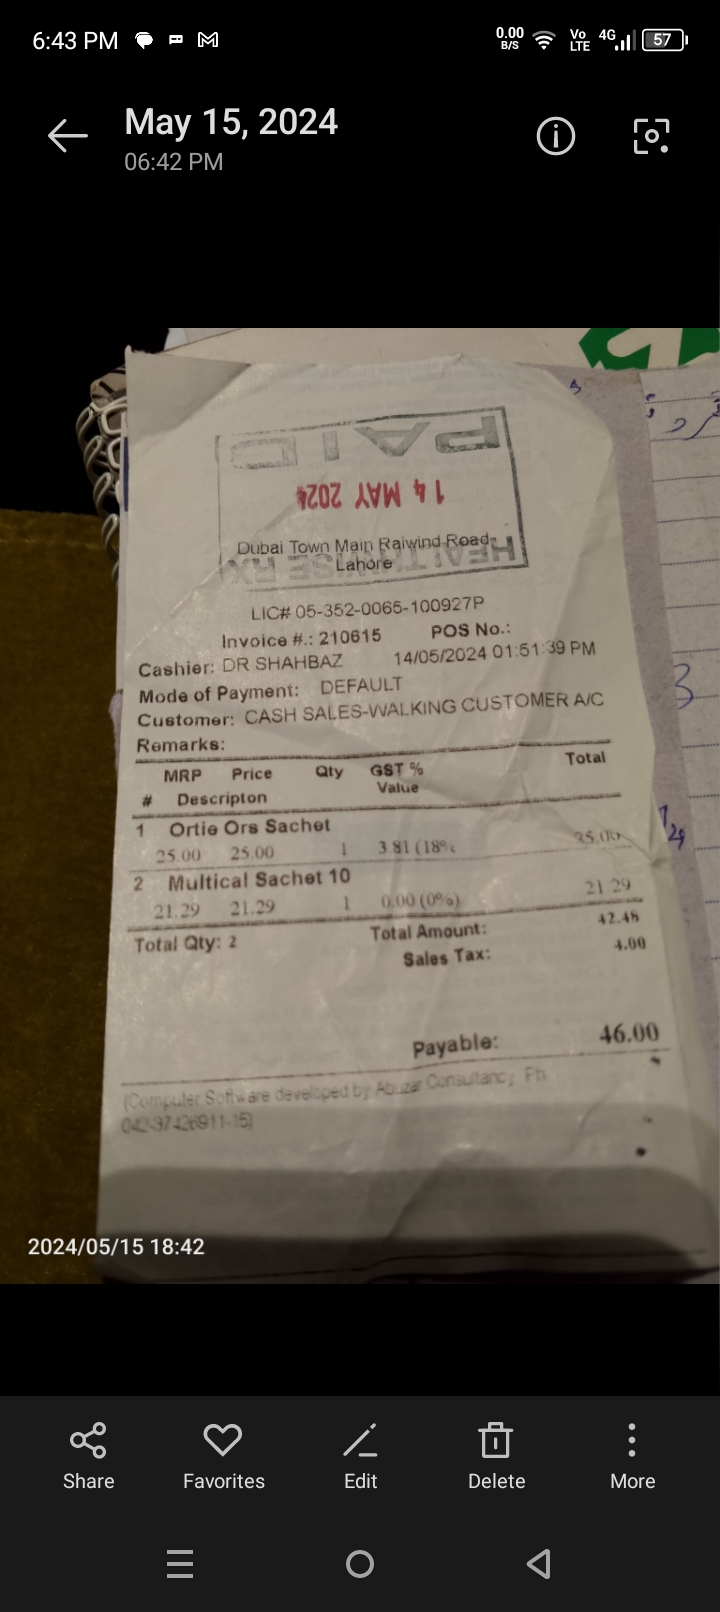 6:43 PM
0.00 B/S
Vo LTE
4G
57
May 15, 2024
06:42 PM
PAID
14 MAY 2024
HEALTHWISE RX
Dubai Town Main Raiwind Road-
Lahore
LIC# 05-352-0065-100927P
Invoice #.: 210615 POS No.:
Cashier: DR SHAHBAZ 14/05/2024 01:51:39 PM
Mode of Payment: DEFAULT
Customer: CASH SALES-WALKING CUSTOMER A/C
Remarks:
MRP Price Qty GST % Total
# Descripton Value
1 Ortie Ors Sachet
25.00 25.00 1 3.81 (18% 25.00
2 Multical Sachet 10
21.29 21.29 1 0.00 (0%) 21.29
Total Qty: 2 Total Amount: 42.48
Sales Tax: 4.00
Payable: 46.00
(Computer Software developed by Abuzar Consultancy, Ph
042-37426911-15)
2024/05/15 18:42
Share Favorites Edit Delete More